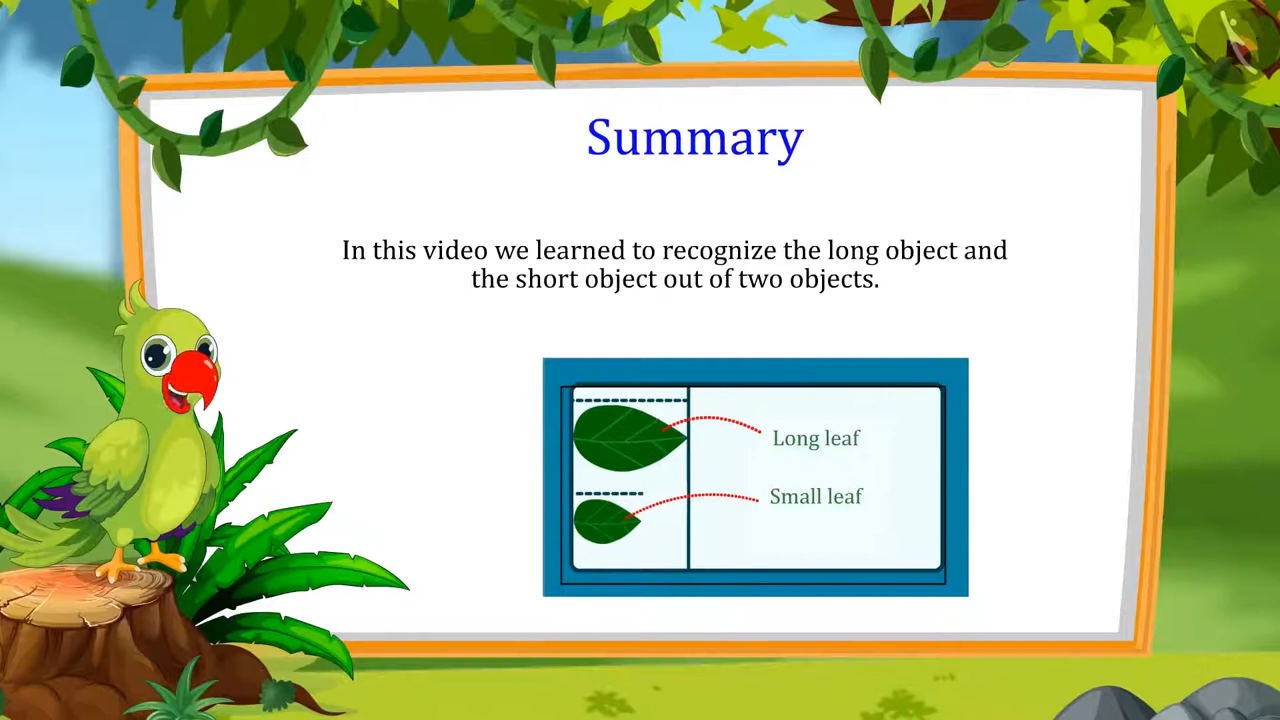 Summary
In this video we learned to recognize the long object and
the short object out of two objects.
Long leaf
Small leaf